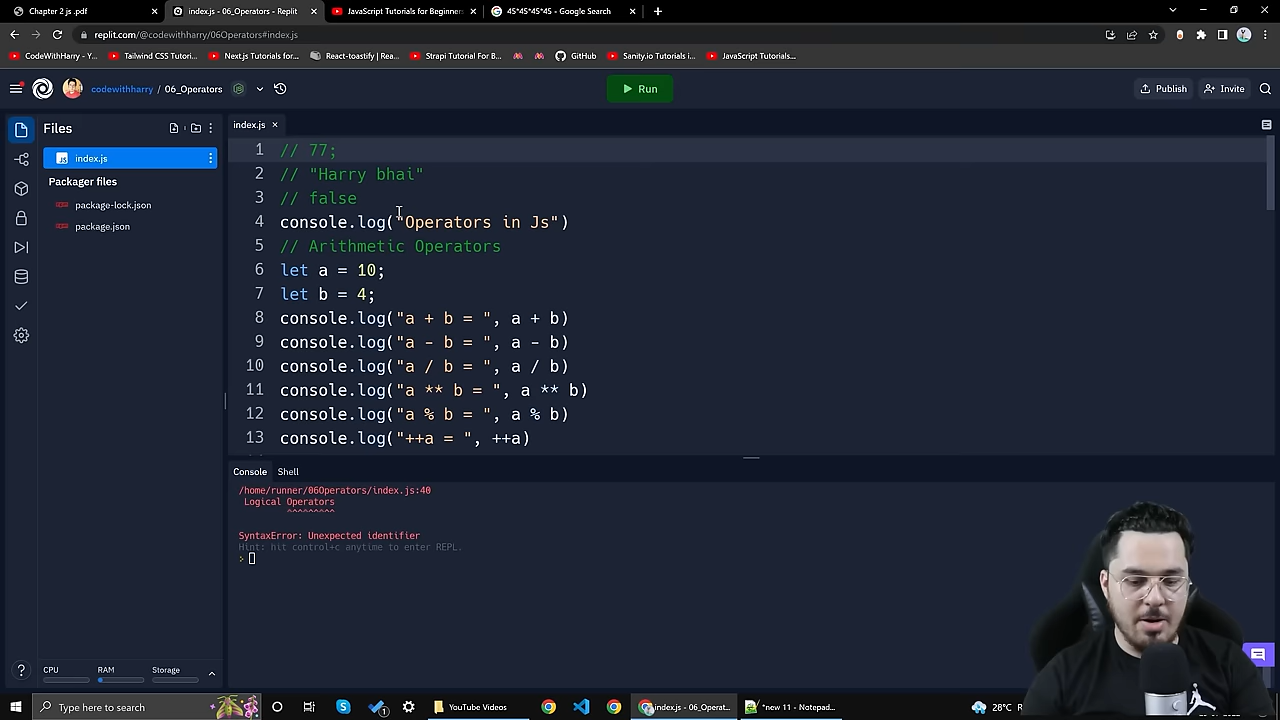 Chapter 2 js .pdf
index.js - 06_Operators - Replit
JavaScript Tutorials for Beginners
45*45*45*45 - Google Search
replit.com/@codewithharry/06Operators#index.js
CodeWithHarry - Y...
Tailwind CSS Tutori...
Next.js Tutorials for...
React-toastify | Rea...
Strapi Tutorial For B...
GitHub
Sanity.io Tutorials i...
JavaScript Tutorials...
codewithharry / 06_Operators
Run
Publish
Invite
Files
index.js
Packager files
package-lock.json
package.json
index.js
1 // 77;
2 // "Harry bhai"
3 // false
4 console.log("Operators in Js")
5 // Arithmetic Operators
6 let a = 10;
7 let b = 4;
8 console.log("a + b = ", a + b)
9 console.log("a - b = ", a - b)
10 console.log("a / b = ", a / b)
11 console.log("a ** b = ", a ** b)
12 console.log("a % b = ", a % b)
13 console.log("++a = ", ++a)
Console Shell
/home/runner/06Operators/index.js:40
Logical Operators
^^^^^^^^^
SyntaxError: Unexpected identifier
Hint: hit control+c anytime to enter REPL.
>
CPU RAM Storage
Type here to search
1
YouTube Videos
index.js - 06_Operat...
*new 11 - Notepad...
28°C